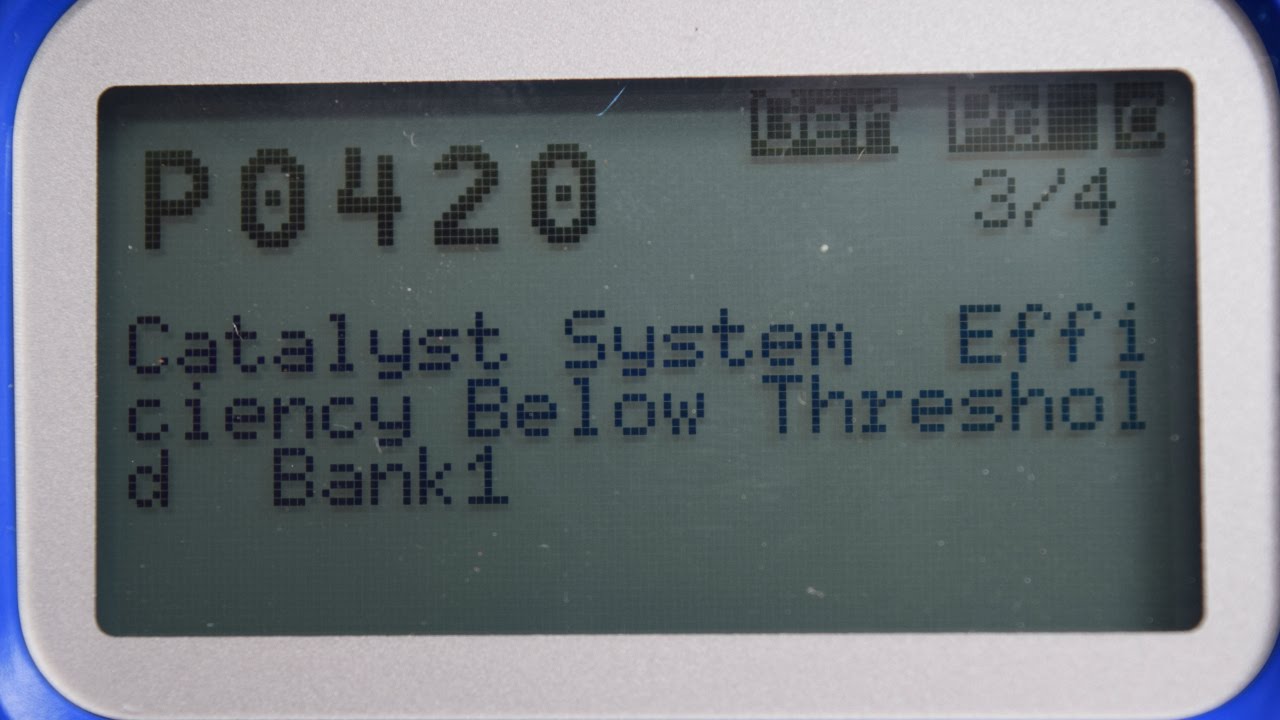 P0420
3/4
Catalyst System Effi
ciency Below Threshol
d Bank1